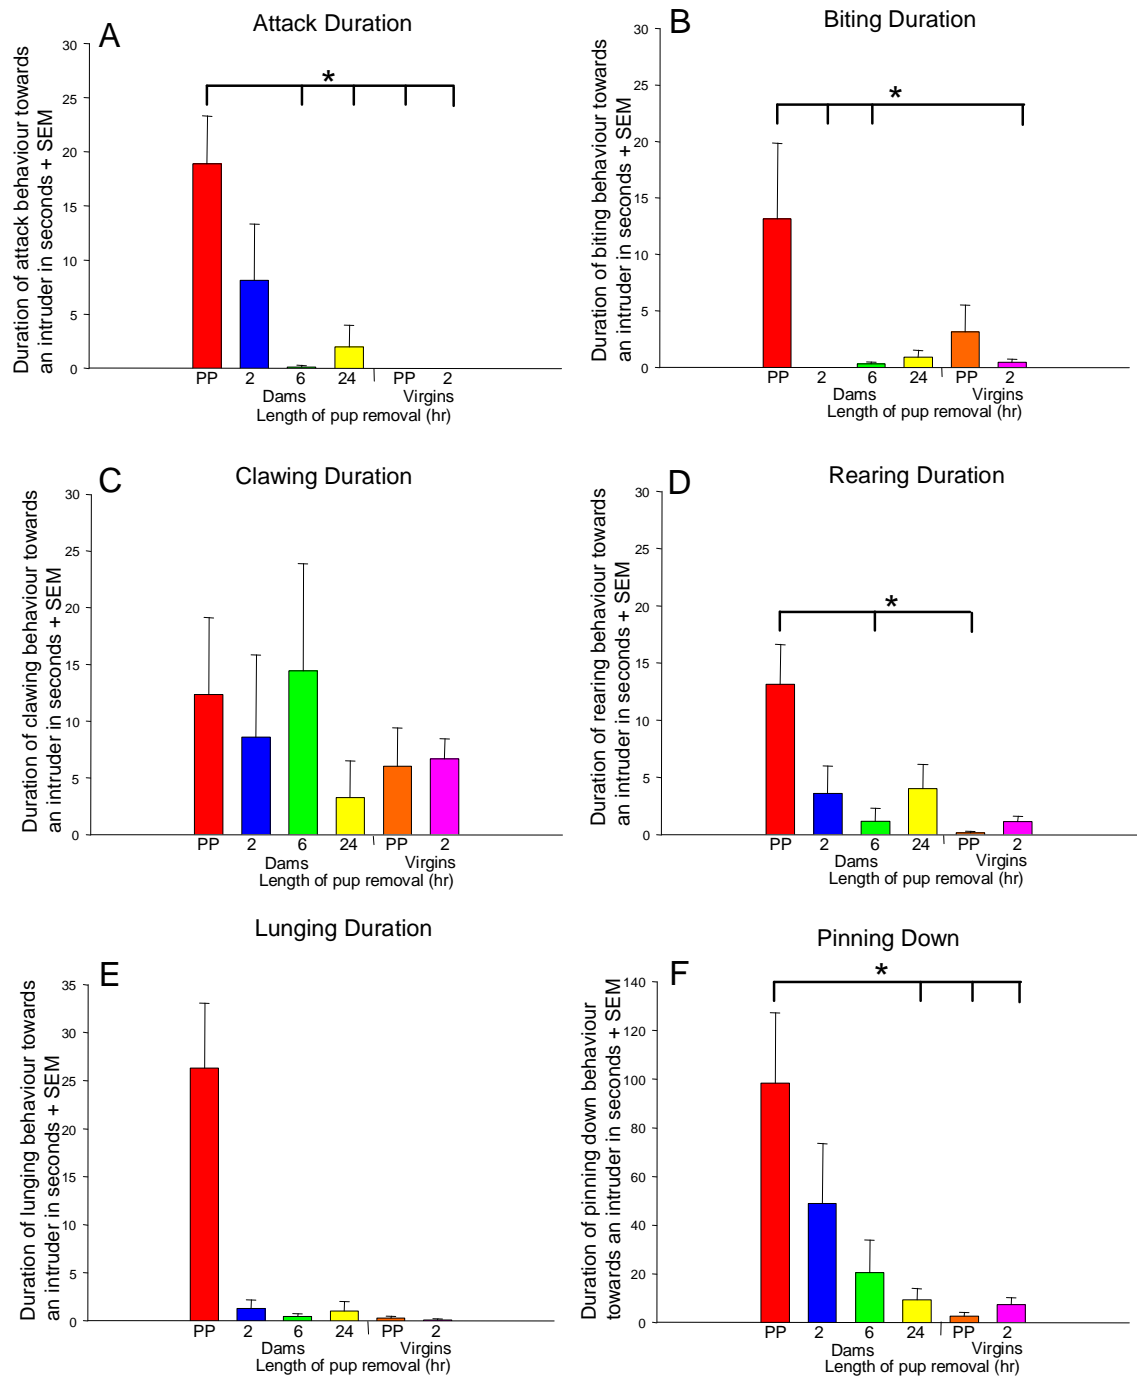 A
Attack Duration
Duration of attack behaviour towards
an intruder in seconds + SEM
30
25
20
15
10
5
0
*
PP 2 6 24 PP 2
Dams Virgins
Length of pup removal (hr)
B
Biting Duration
Duration of biting behaviour towards
an intruder in seconds + SEM
30
25
20
15
10
5
0
*
PP 2 6 24 PP 2
Dams Virgins
Length of pup removal (hr)
C
Clawing Duration
Duration of clawing behaviour towards
an intruder in seconds + SEM
30
25
20
15
10
5
0
PP 2 6 24 PP 2
Dams Virgins
Length of pup removal (hr)
D
Rearing Duration
Duration of rearing behaviour towards
an intruder in seconds + SEM
30
25
20
15
10
5
0
*
PP 2 6 24 PP 2
Dams Virgins
Length of pup removal (hr)
E
Lunging Duration
Duration of lunging behaviour towards
an intruder in seconds + SEM
35
30
25
20
15
10
5
0
PP 2 6 24 PP 2
Dams Virgins
Length of pup removal (hr)
F
Pinning Down
Duration of pinning down behaviour
towards an intruder in seconds + SEM
140
120
100
80
60
40
20
0
*
PP 2 6 24 PP 2
Dams Virgins
Length of pup removal (hr)